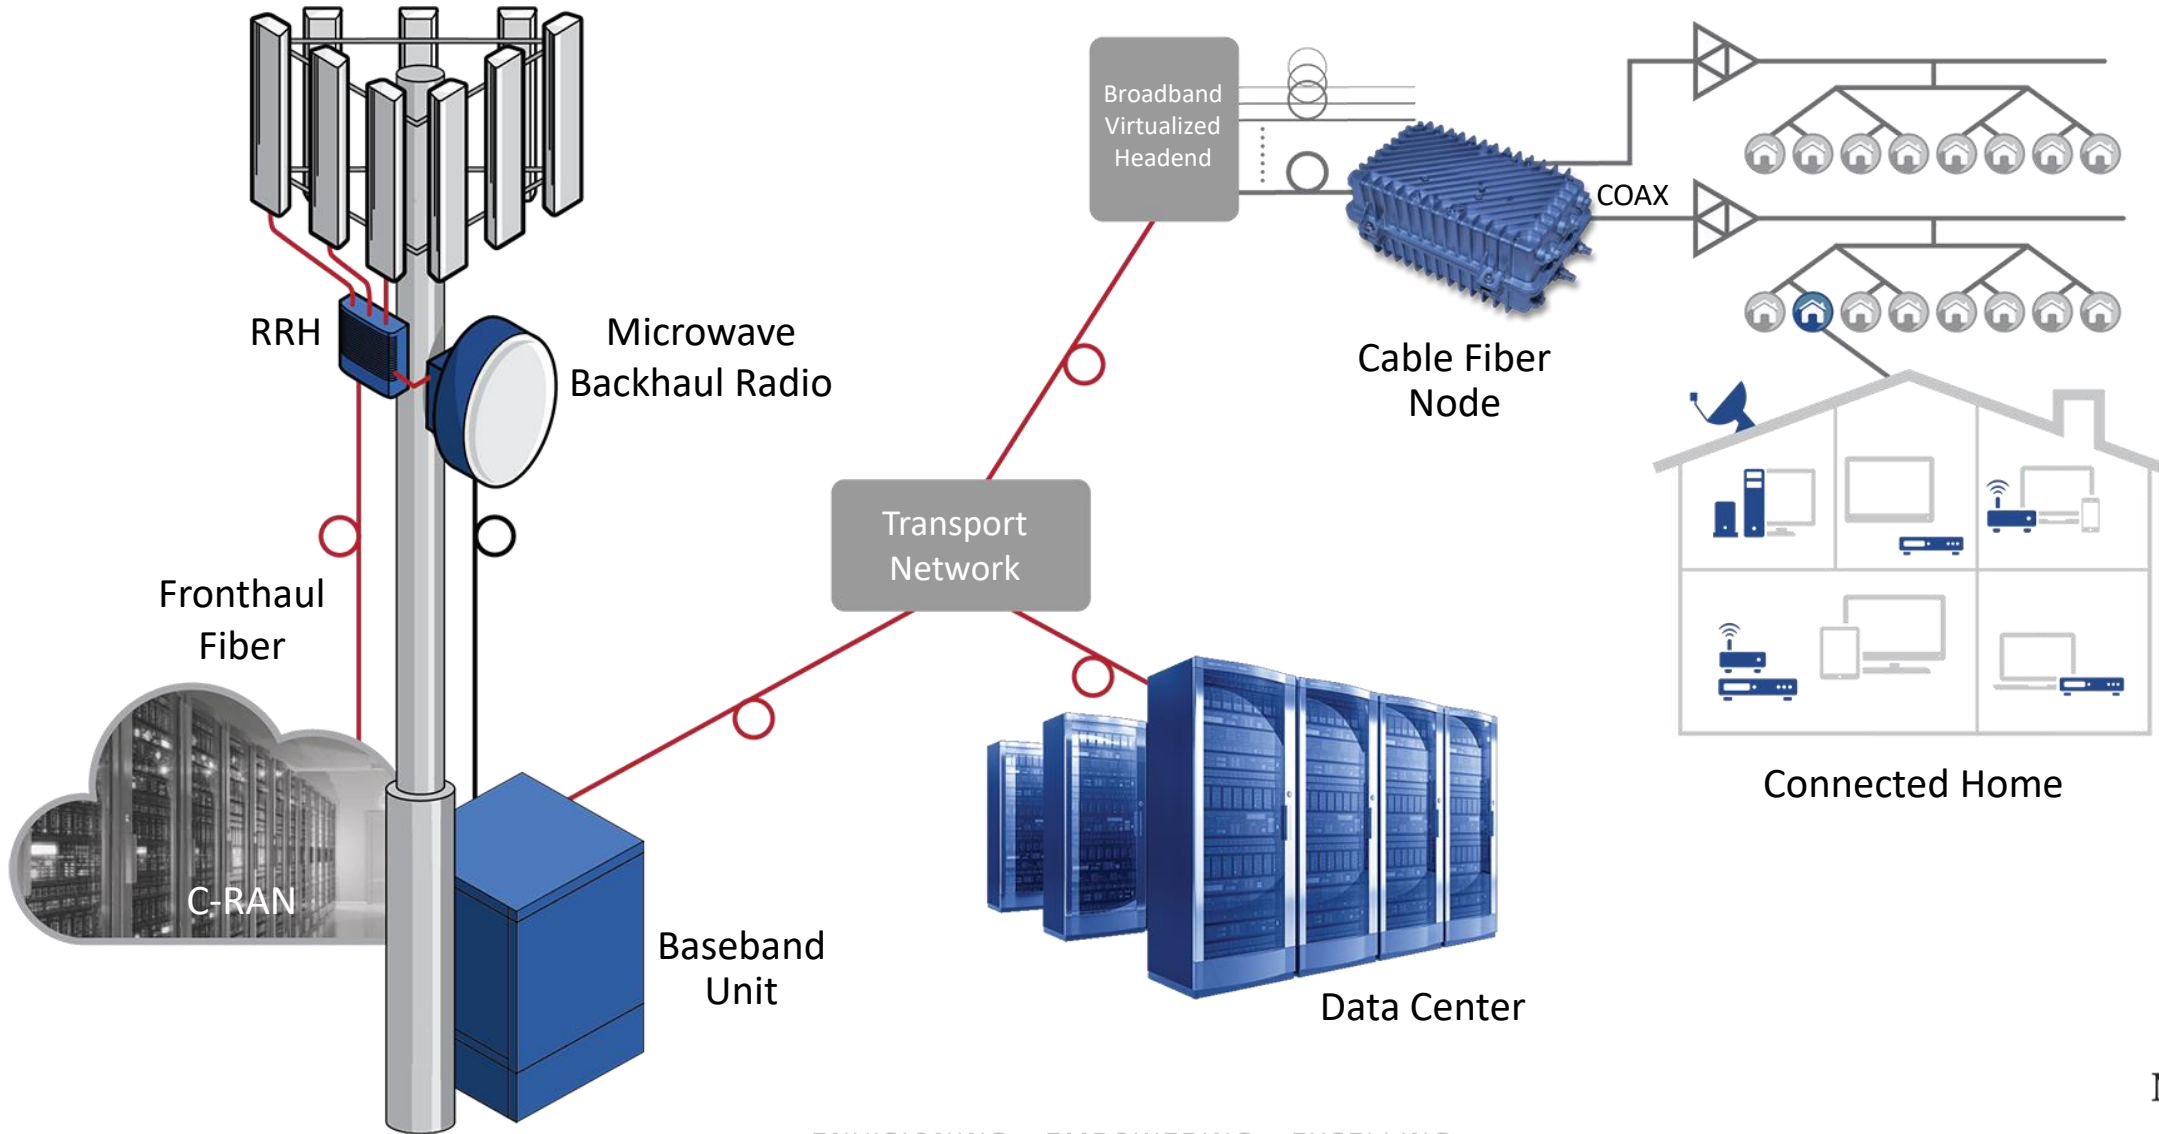 Broadband
Virtualized
Headend
COAX
RRH
Microwave
Backhaul Radio
Cable Fiber
Node
Transport
Network
Fronthaul
Fiber
Connected Home
C-RAN
Baseband
Unit
Data Center